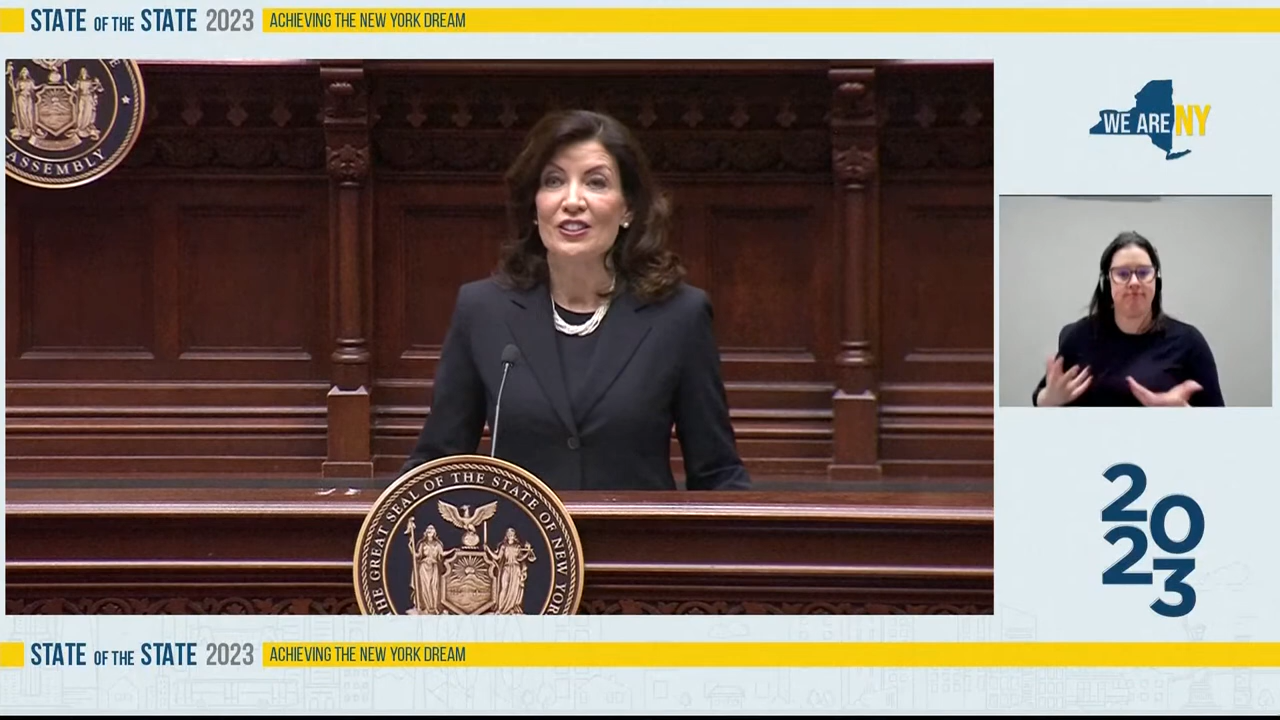 STATE OF THE STATE 2023 ACHIEVING THE NEW YORK DREAM
ASSEMBLY
WE ARE NY
THE GREAT SEAL OF THE STATE OF NEW YORK
2023
STATE OF THE STATE 2023 ACHIEVING THE NEW YORK DREAM